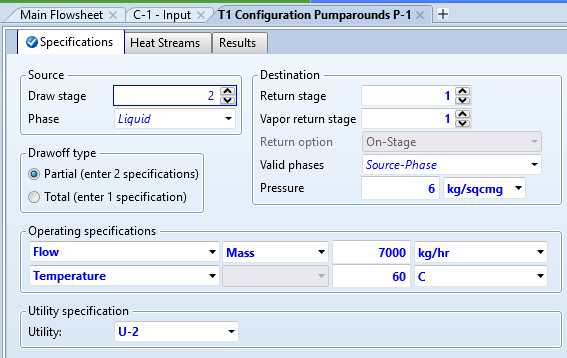 Main Flowsheet × C-1 - Input × T1 Configuration Pumparounds P-1 × +
Specifications Heat Streams Results
Source
Draw stage 2
Phase Liquid
Drawoff type
Partial (enter 2 specifications)
Total (enter 1 specification)
Destination
Return stage 1
Vapor return stage 1
Return option On-Stage
Valid phases Source-Phase
Pressure 6 kg/sqcmg
Operating specifications
Flow Mass 7000 kg/hr
Temperature 60 C
Utility specification
Utility: U-2